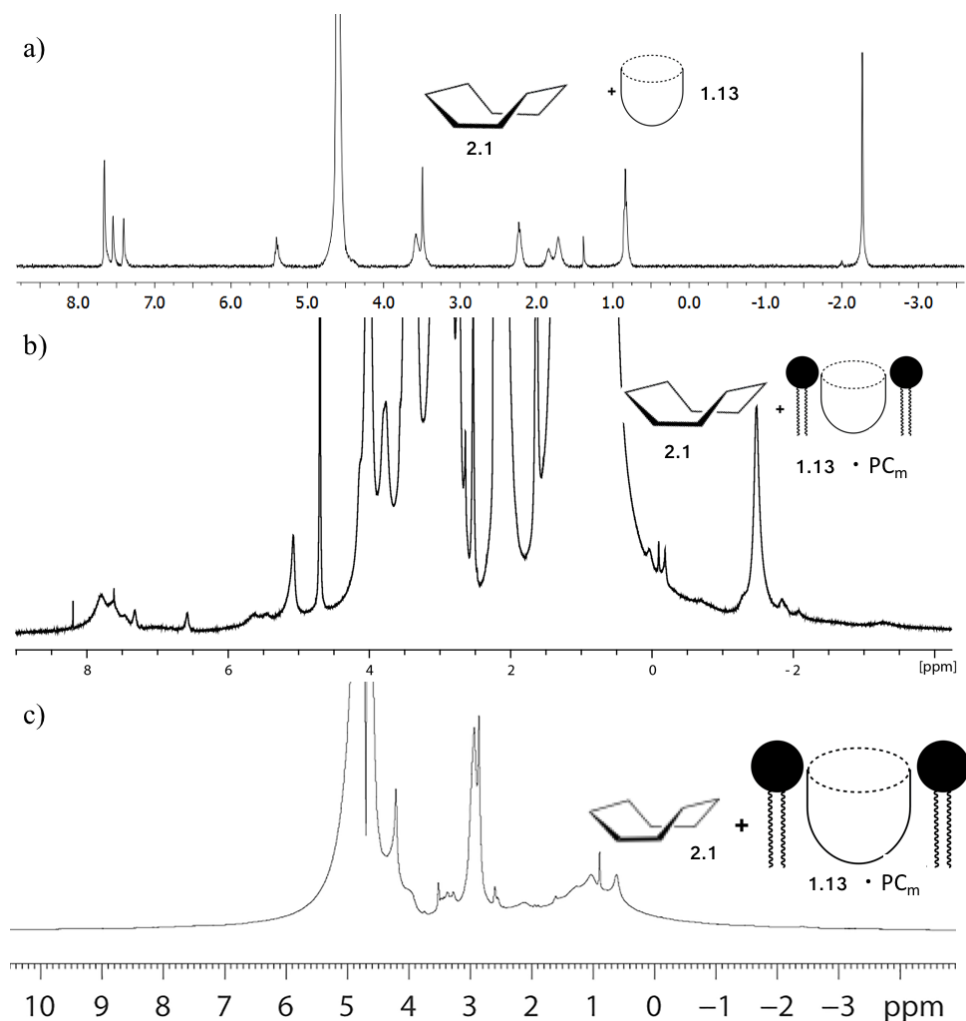 a)
+ 1.13
2.1
8.0 7.0 6.0 5.0 4.0 3.0 2.0 1.0 0.0 -1.0 -2.0 -3.0
b)
+
2.1
1.13 • PCm
8 6 4 2 0 -2 [ppm]
c)
+
2.1
1.13 • PCm
10 9 8 7 6 5 4 3 2 1 0 −1 −2 −3 ppm